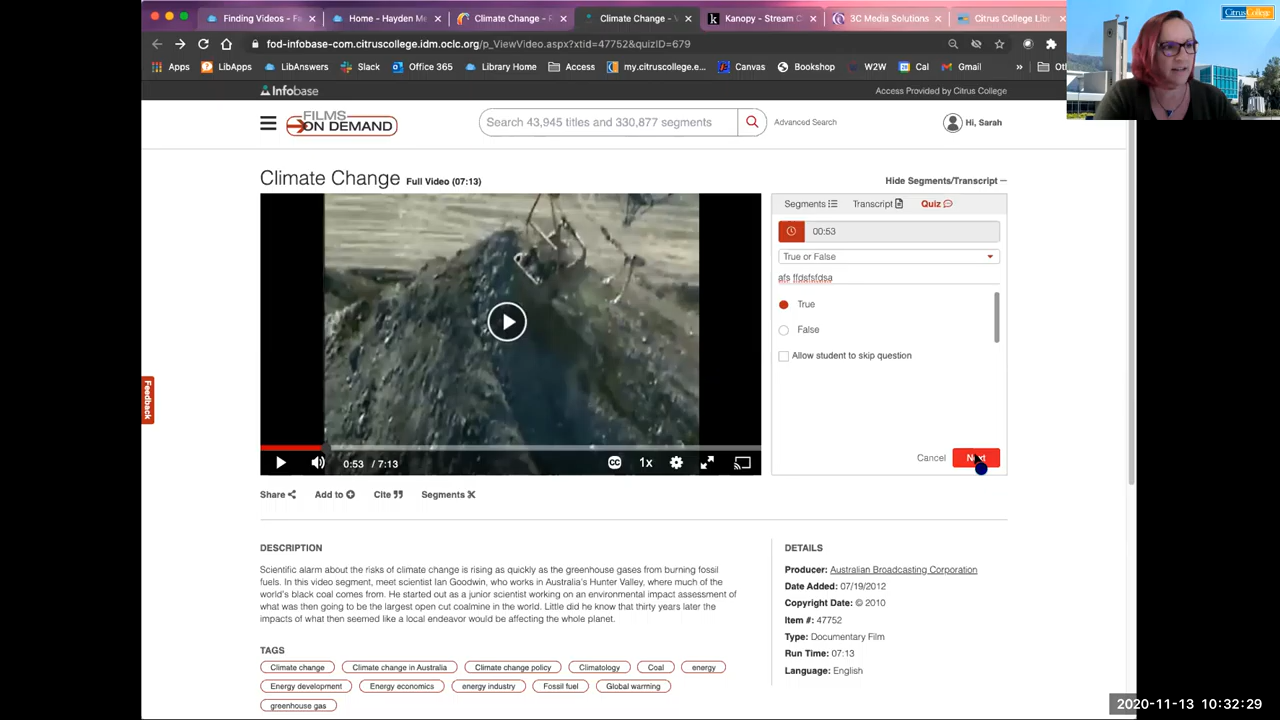 Finding Videos - Fe
Home - Hayden Me
Climate Change -
Climate Change - V
Kanopy - Stream C
3C Media Solutions
Citrus College Libr
CitrusCollege
fod-infobase-com.citruscollege.idm.oclc.org/p_ViewVideo.aspx?xtid=47752&quizID=679
Apps LibApps LibAnswers Slack Office 365 Library Home Access my.citruscollege.e... Canvas Bookshop W2W Cal Gmail » Ot
Infobase
Access Provided by Citrus College
FILMS
ON DEMAND
Search 43,945 titles and 330,877 segments
Advanced Search
Hi, Sarah
Climate Change Full Video (07:13)
Hide Segments/Transcript –
Segments Transcript Quiz
00:53
True or False
afs ffdsfsfdsa
True
False
Allow student to skip question
Feedback
Cancel
0:53 / 7:13
CC 1x
Share Add to Cite Segments
DESCRIPTION
Scientific alarm about the risks of climate change is rising as quickly as the greenhouse gases from burning fossil
fuels. In this video segment, meet scientist Ian Goodwin, who works in Australia's Hunter Valley, where much of the
world's black coal comes from. He started out as a junior scientist working on an environmental impact assessment of
what was then going to be the largest open cut coalmine in the world. Little did he know that thirty years later the
impacts of what then seemed like a local endeavor would be affecting the whole planet.
TAGS
Climate change Climate change in Australia Climate change policy Climatology Coal energy
Energy development Energy economics energy industry Fossil fuel Global warming
greenhouse gas
DETAILS
Producer: Australian Broadcasting Corporation
Date Added: 07/19/2012
Copyright Date: © 2010
Item #: 47752
Type: Documentary Film
Run Time: 07:13
Language: English
2020-11-13 10:32:29